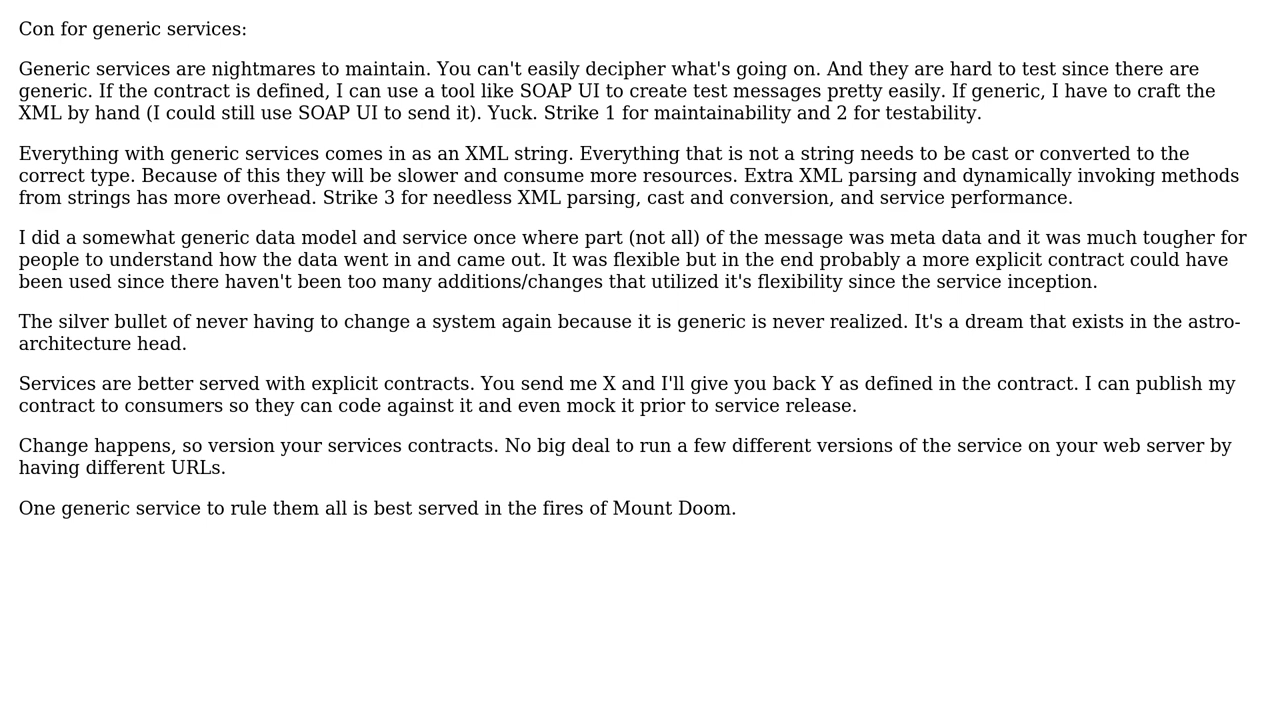 Con for generic services:
Generic services are nightmares to maintain. You can't easily decipher what's going on. And they are hard to test since there are
generic. If the contract is defined, I can use a tool like SOAP UI to create test messages pretty easily. If generic, I have to craft the
XML by hand (I could still use SOAP UI to send it). Yuck. Strike 1 for maintainability and 2 for testability.
Everything with generic services comes in as an XML string. Everything that is not a string needs to be cast or converted to the
correct type. Because of this they will be slower and consume more resources. Extra XML parsing and dynamically invoking methods
from strings has more overhead. Strike 3 for needless XML parsing, cast and conversion, and service performance.
I did a somewhat generic data model and service once where part (not all) of the message was meta data and it was much tougher for
people to understand how the data went in and came out. It was flexible but in the end probably a more explicit contract could have
been used since there haven't been too many additions/changes that utilized it's flexibility since the service inception.
The silver bullet of never having to change a system again because it is generic is never realized. It's a dream that exists in the astro-
architecture head.
Services are better served with explicit contracts. You send me X and I'll give you back Y as defined in the contract. I can publish my
contract to consumers so they can code against it and even mock it prior to service release.
Change happens, so version your services contracts. No big deal to run a few different versions of the service on your web server by
having different URLs.
One generic service to rule them all is best served in the fires of Mount Doom.